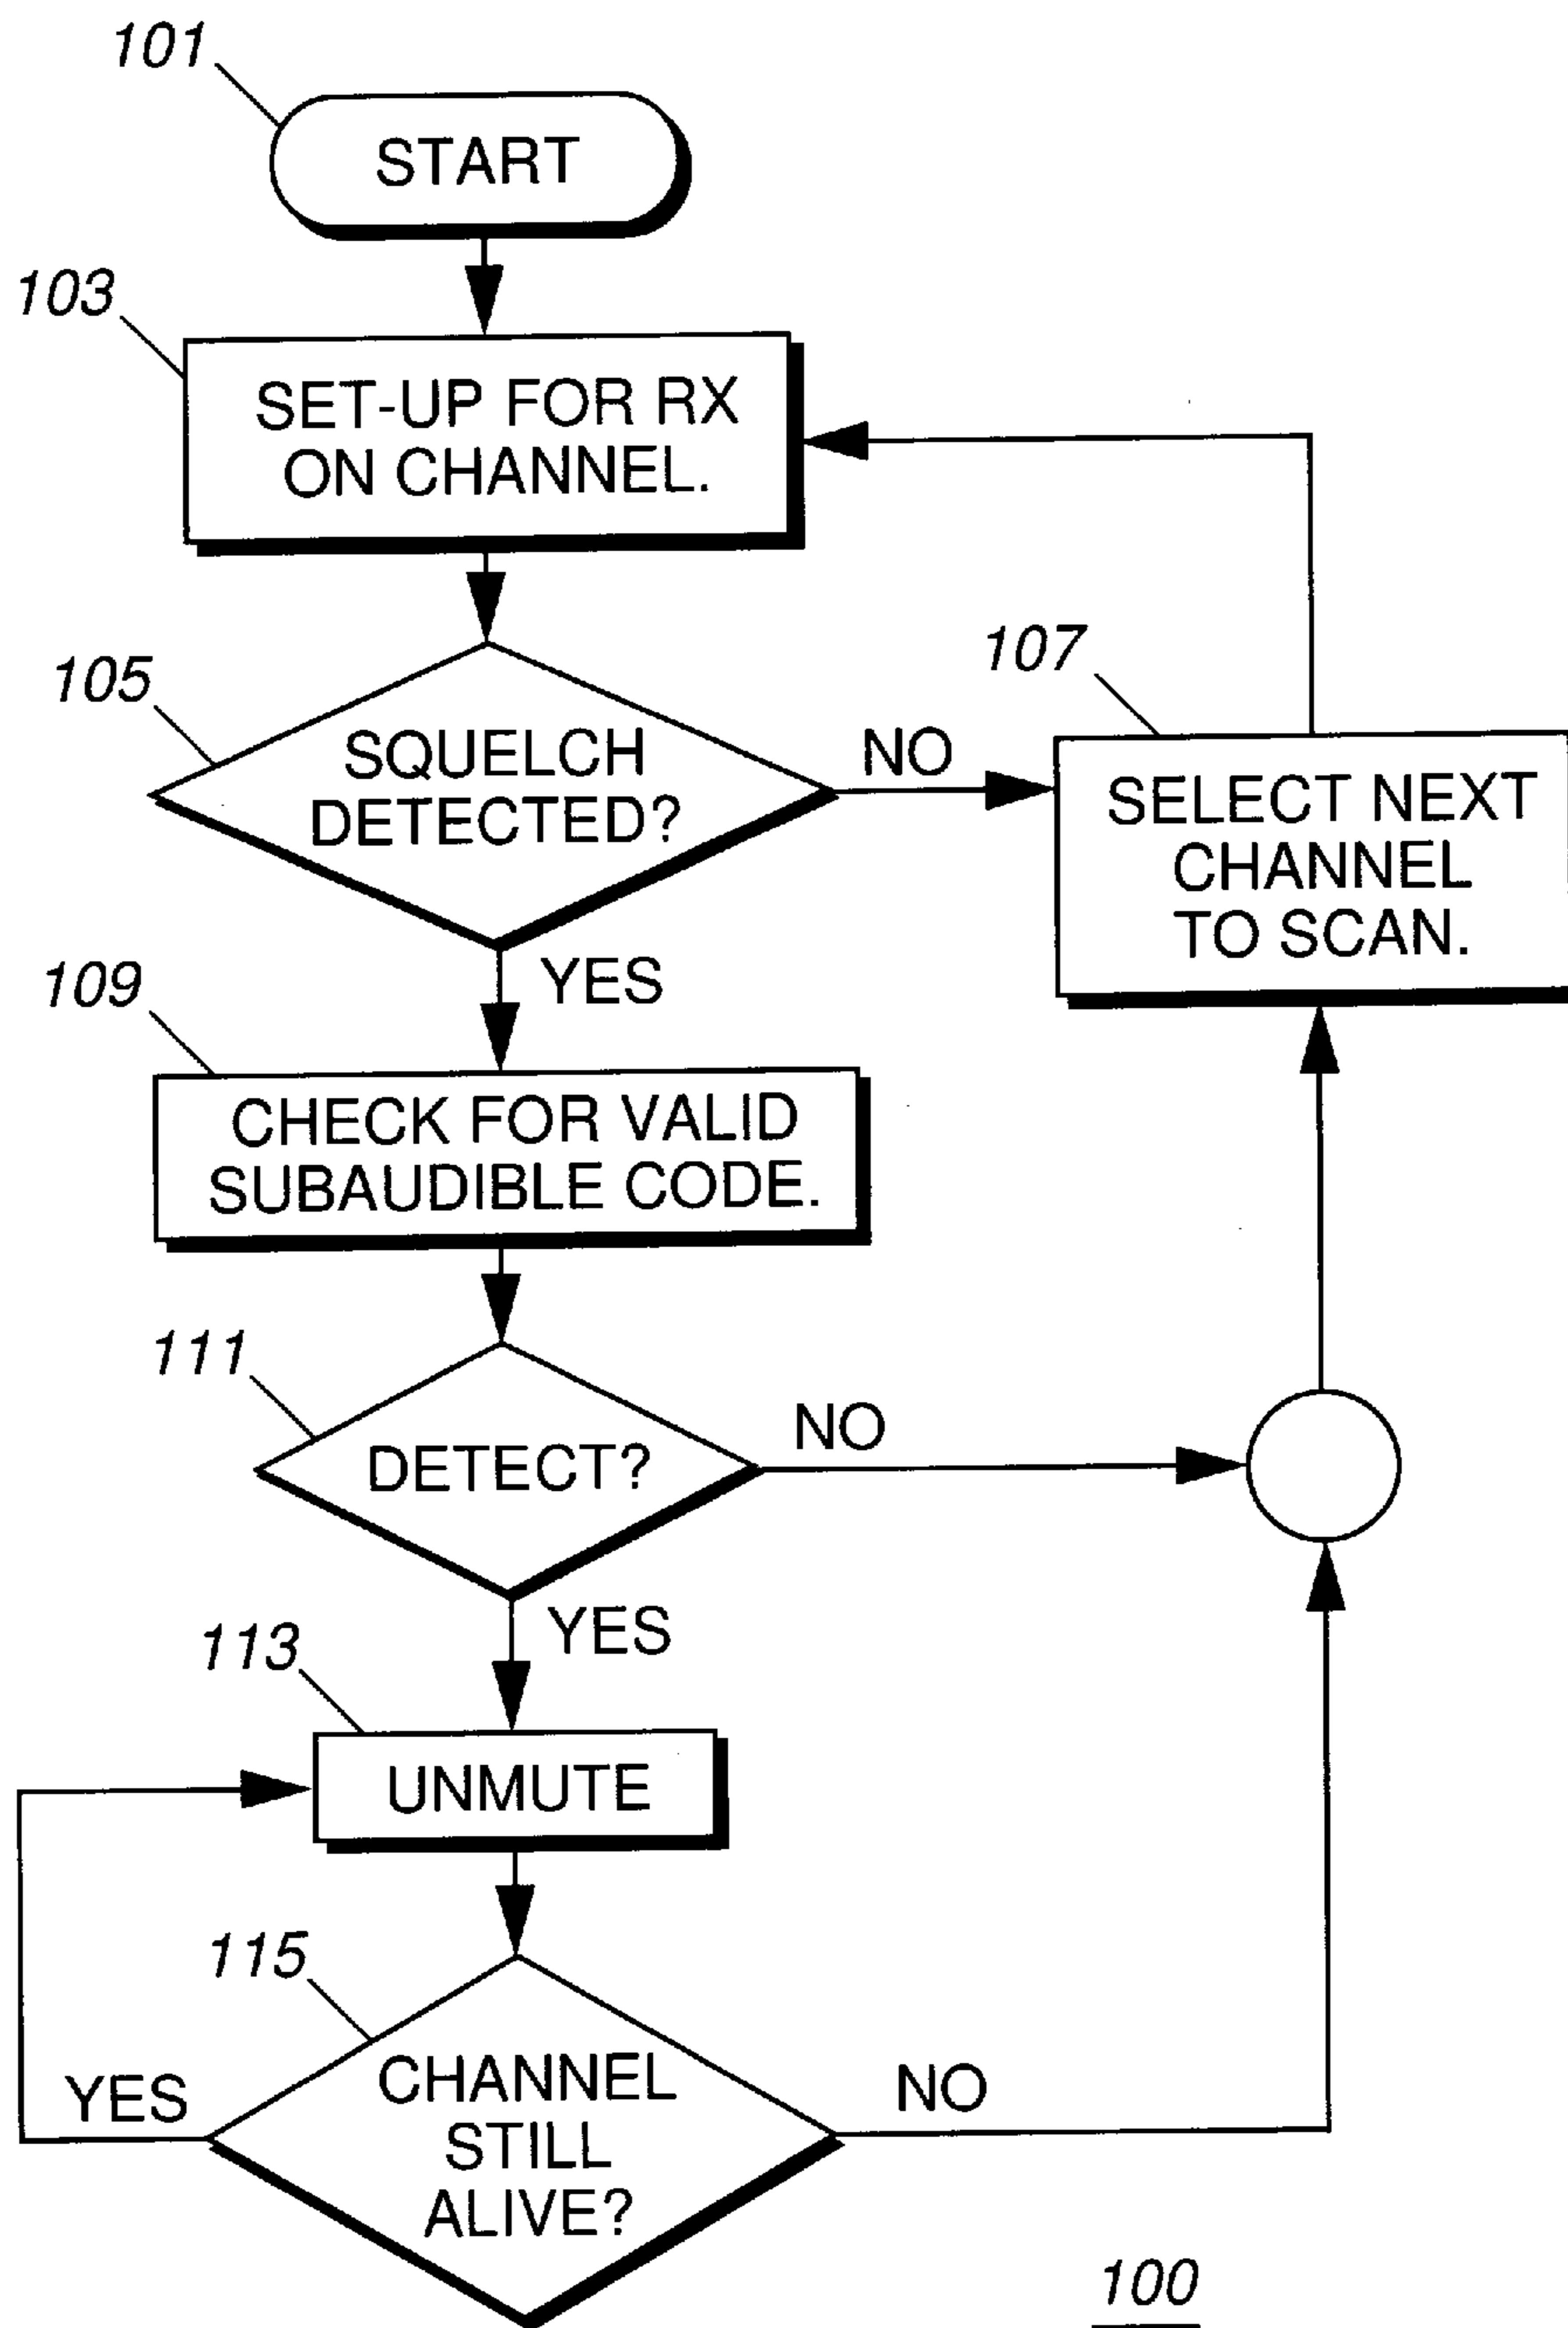 101
START
103
SET-UP FOR RX
ON CHANNEL.
105
SQUELCH
DETECTED?
NO
107
SELECT NEXT
CHANNEL
TO SCAN.
YES
109
CHECK FOR VALID
SUBAUDIBLE CODE.
111
DETECT?
NO
YES
113
UNMUTE
115
CHANNEL
STILL
ALIVE?
YES
NO
100